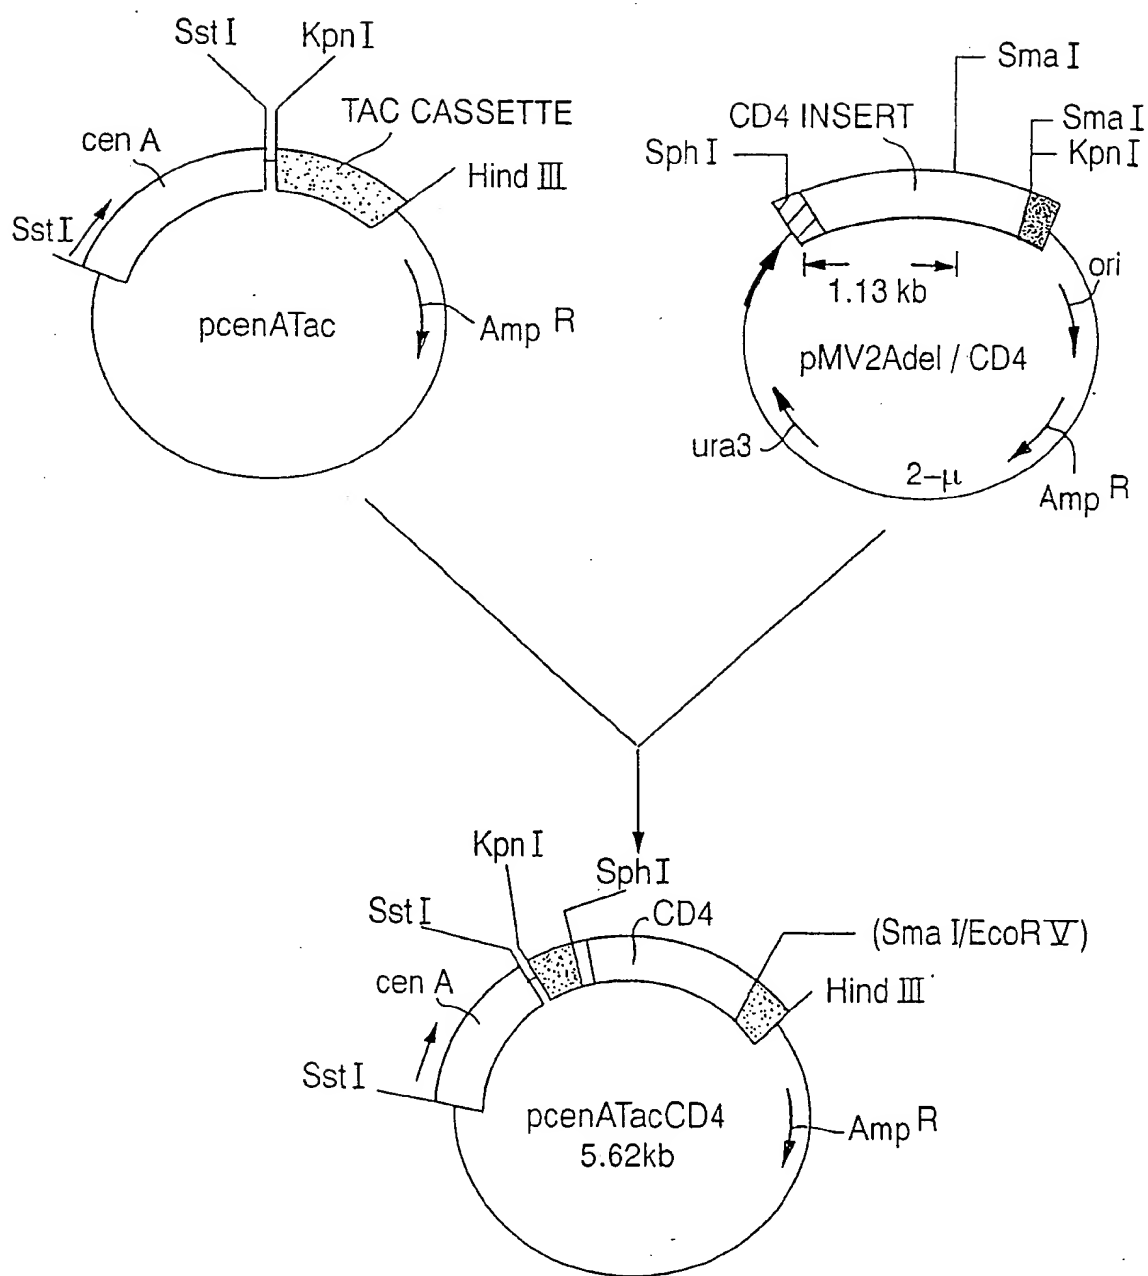 Sst I
Kpn I
TAC CASSETTE
cen A
Hind III
Sst I
pcenATac
Amp R
Sma I
CD4 INSERT
Sma I
Kpn I
Sph I
1.13 kb
ori
pMV2Adel / CD4
ura3
2-μ
Amp R
Kpn I
Sph I
Sst I
CD4
(Sma I/EcoR V)
cen A
Hind III
Sst I
pcenATacCD4
5.62kb
Amp R